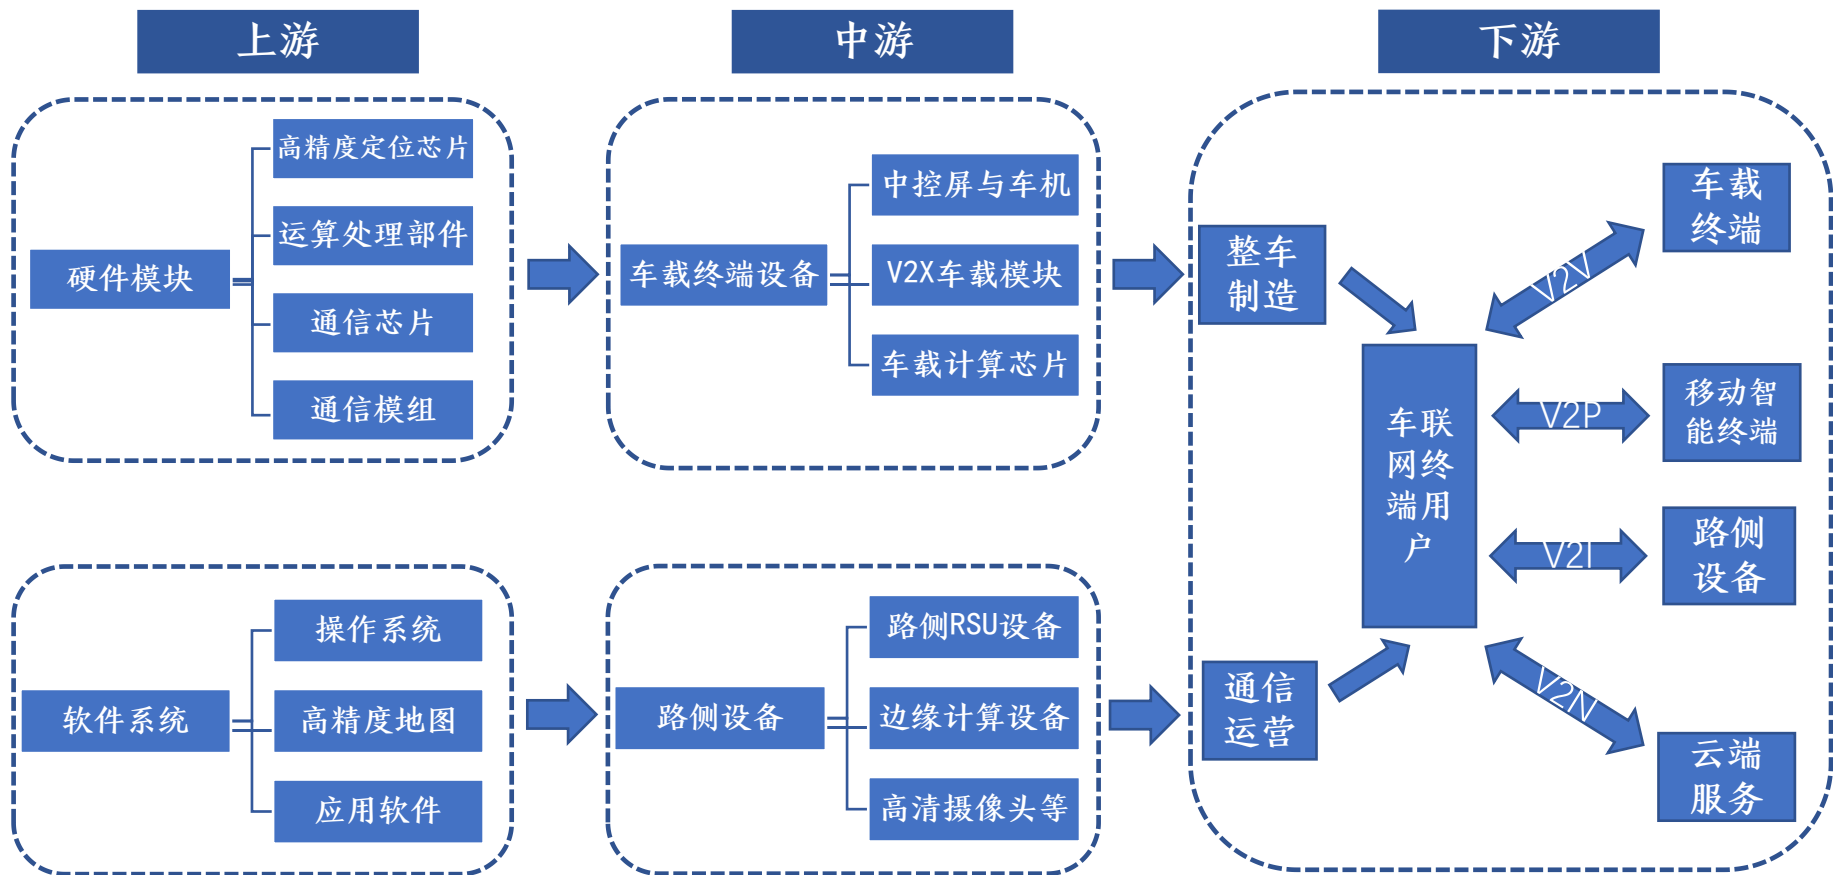 上游
中游
下游
硬件模块
高精度定位芯片
运算处理部件
通信芯片
通信模组
车载终端设备
中控屏与车机
V2X车载模块
车载计算芯片
软件系统
操作系统
高精度地图
应用软件
路侧设备
路侧RSU设备
边缘计算设备
高清摄像头等
整车
制造
通信
运营
车联
网终
端用
户
V2V
V2P
V2I
V2N
车载
终端
移动智
能终端
路侧
设备
云端
服务